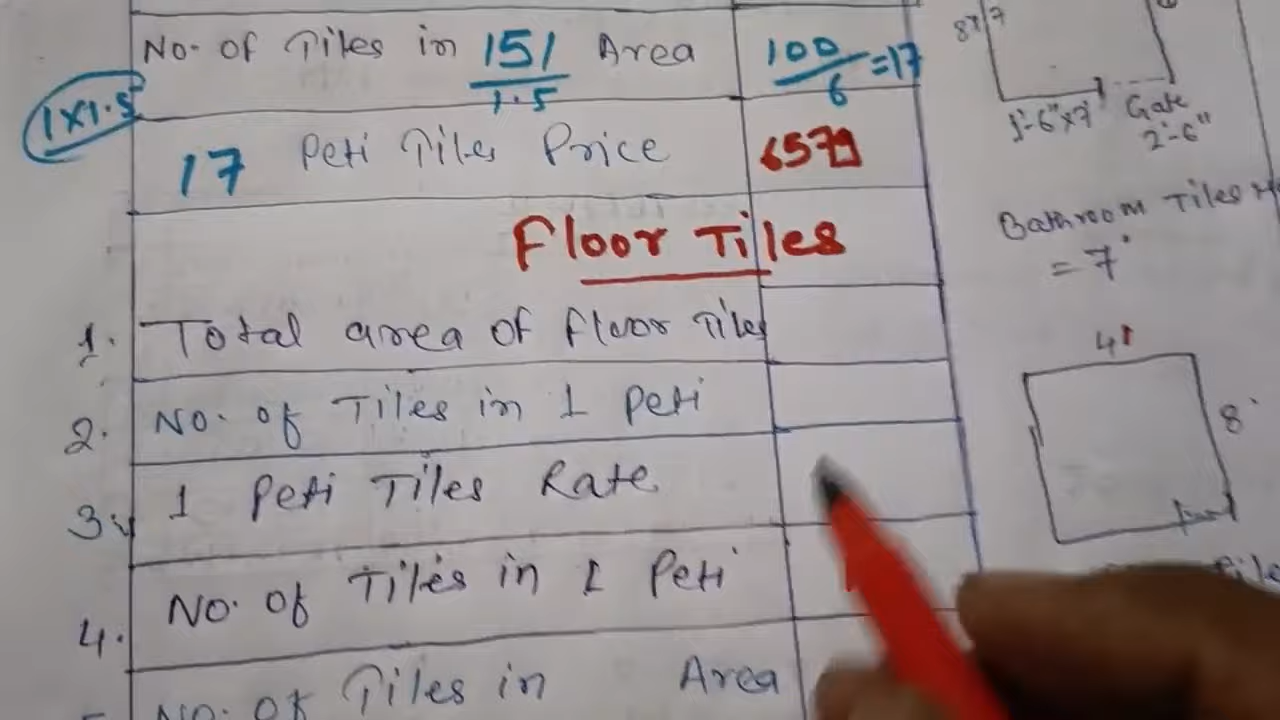 No. of Tiles in 151 Area 100
1.5 6 =17
1x1.5
17 Peti Tiles Price 6579
Floor Tiles
1. Total area of floor Tiles
2. No. of Tiles in 1 Peti
3. 1 Peti Tiles Rate
4. No. of Tiles in 1 Peti
No. of Tiles in Area
8x7
1'-6"x7' Gate
2'-6"
Bathroom Tiles
= 7'
4'
8'